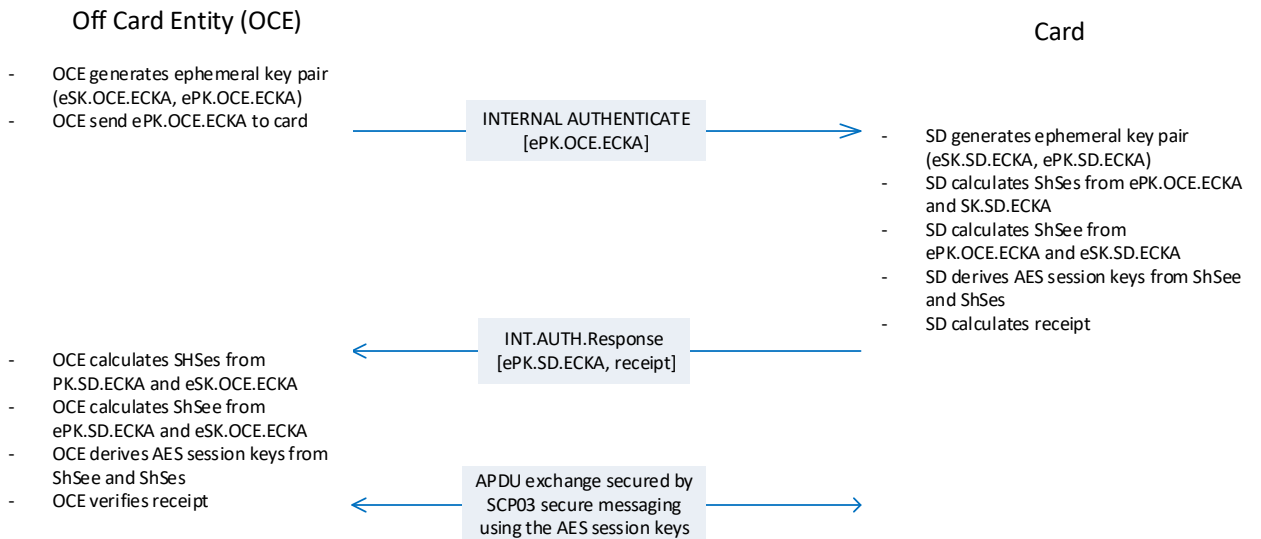 Off Card Entity (OCE)
Card
- OCE generates ephemeral key pair
(eSK.OCE.ECKA, ePK.OCE.ECKA)
- OCE send ePK.OCE.ECKA to card
INTERNAL AUTHENTICATE
[ePK.OCE.ECKA]
- SD generates ephemeral key pair
(eSK.SD.ECKA, ePK.SD.ECKA)
- SD calculates ShSes from ePK.OCE.ECKA
and SK.SD.ECKA
- SD calculates ShSee from
ePK.OCE.ECKA and eSK.SD.ECKA
- SD derives AES session keys from ShSee
and ShSes
- SD calculates receipt
INT.AUTH.Response
[ePK.SD.ECKA, receipt]
- OCE calculates SHSes from
PK.SD.ECKA and eSK.OCE.ECKA
- OCE calculates ShSee from
ePK.SD.ECKA and eSK.OCE.ECKA
- OCE derives AES session keys from
ShSee and ShSes
- OCE verifies receipt
APDU exchange secured by
SCP03 secure messaging
using the AES session keys